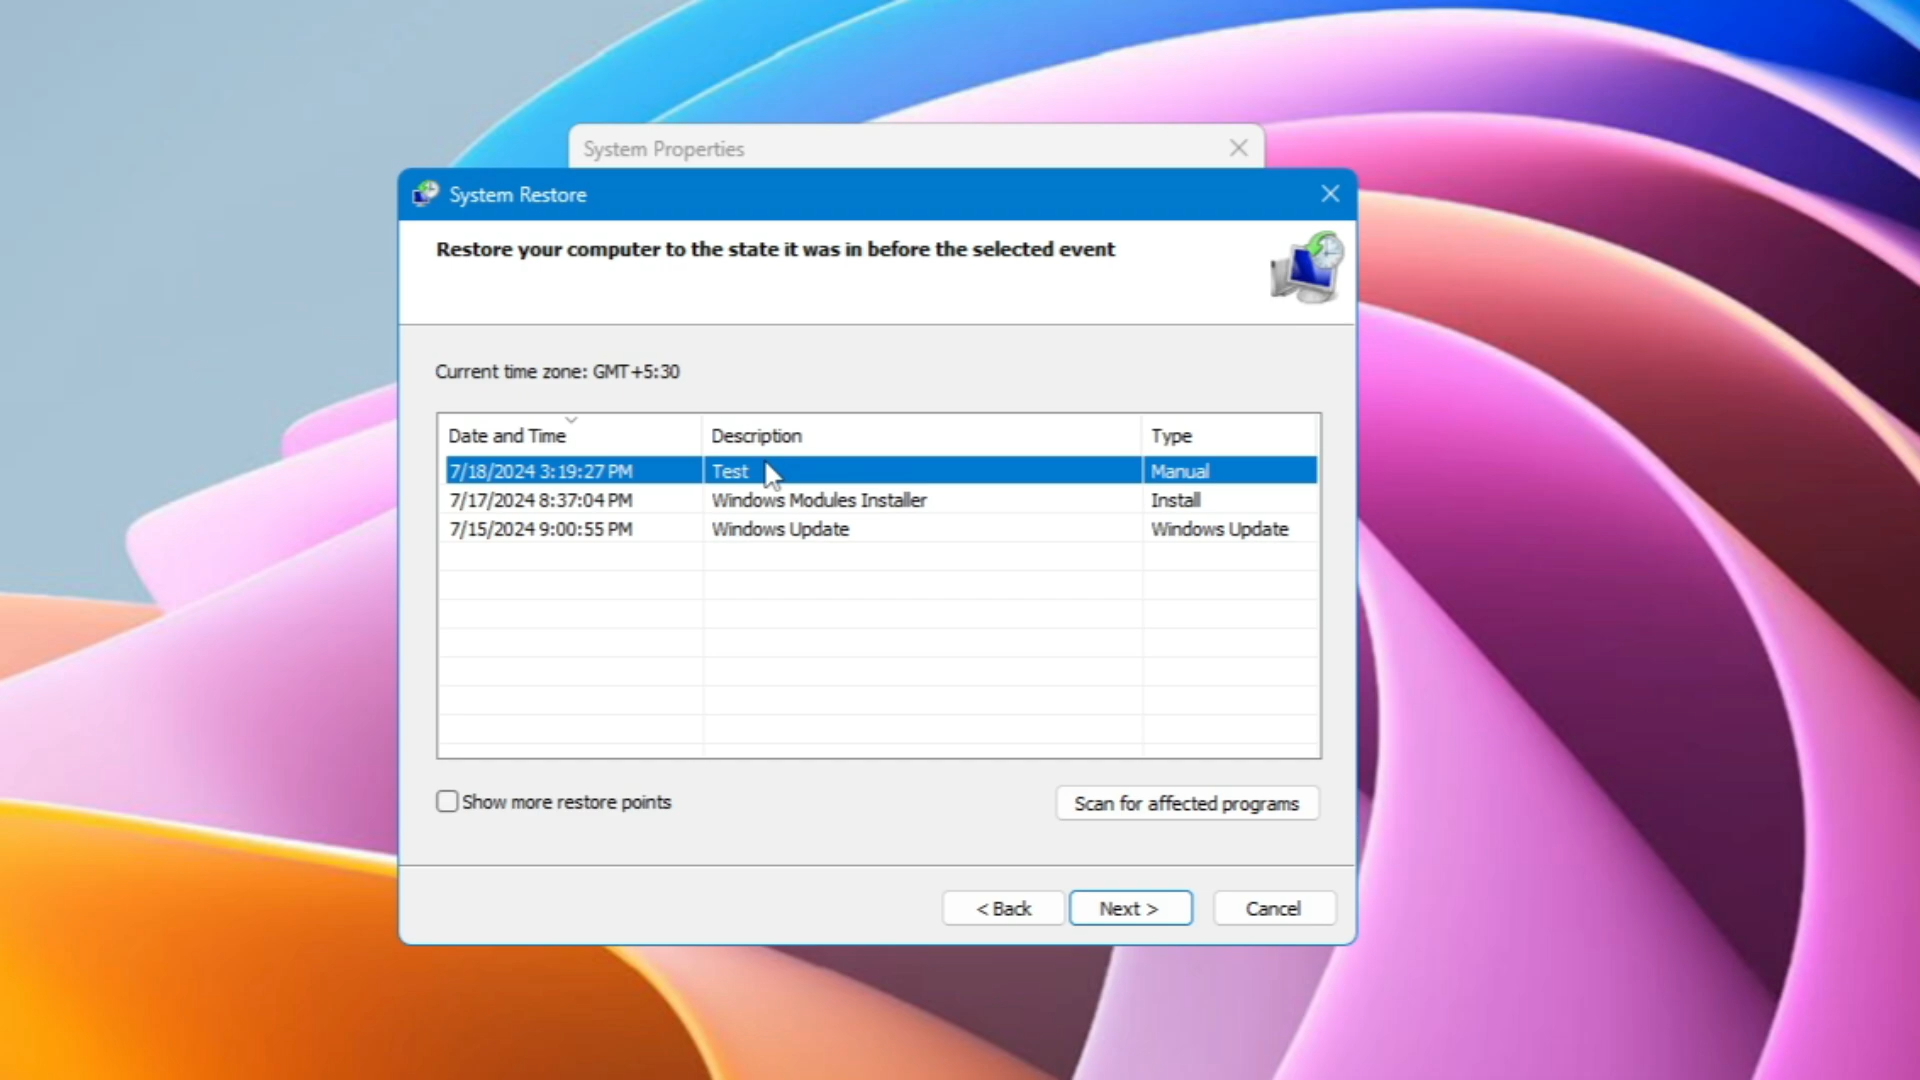 System Properties
System Restore
Restore your computer to the state it was in before the selected event
Current time zone: GMT+5:30
Date and Time Description Type
7/18/2024 3:19:27 PM Test Manual
7/17/2024 8:37:04 PM Windows Modules Installer Install
7/15/2024 9:00:55 PM Windows Update Windows Update
Show more restore points Scan for affected programs
< Back Next > Cancel